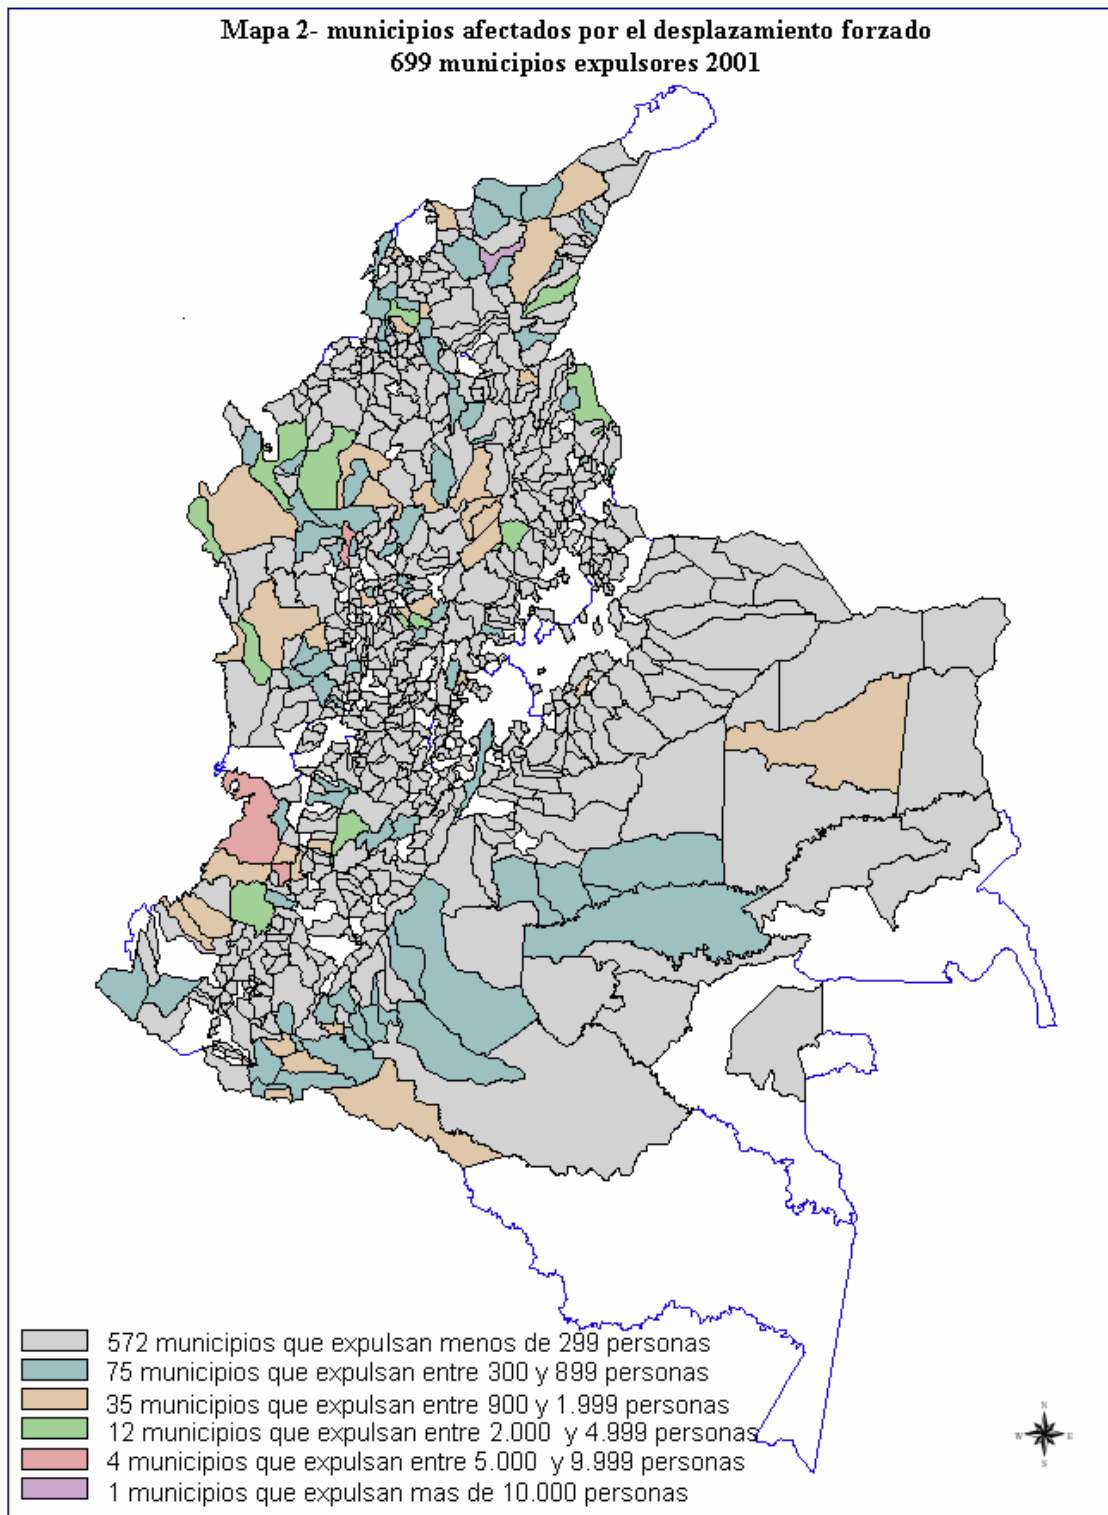 Mapa 2- municipios afectados por el desplazamiento forzado
699 municipios expulsores 2001
572 municipios que expulsan menos de 299 personas
75 municipios que expulsan entre 300 y 899 personas
35 municipios que expulsan entre 900 y 1.999 personas
12 municipios que expulsan entre 2.000 y 4.999 personas
4 municipios que expulsan entre 5.000 y 9.999 personas
1 municipios que expulsan mas de 10.000 personas
N
W E
S